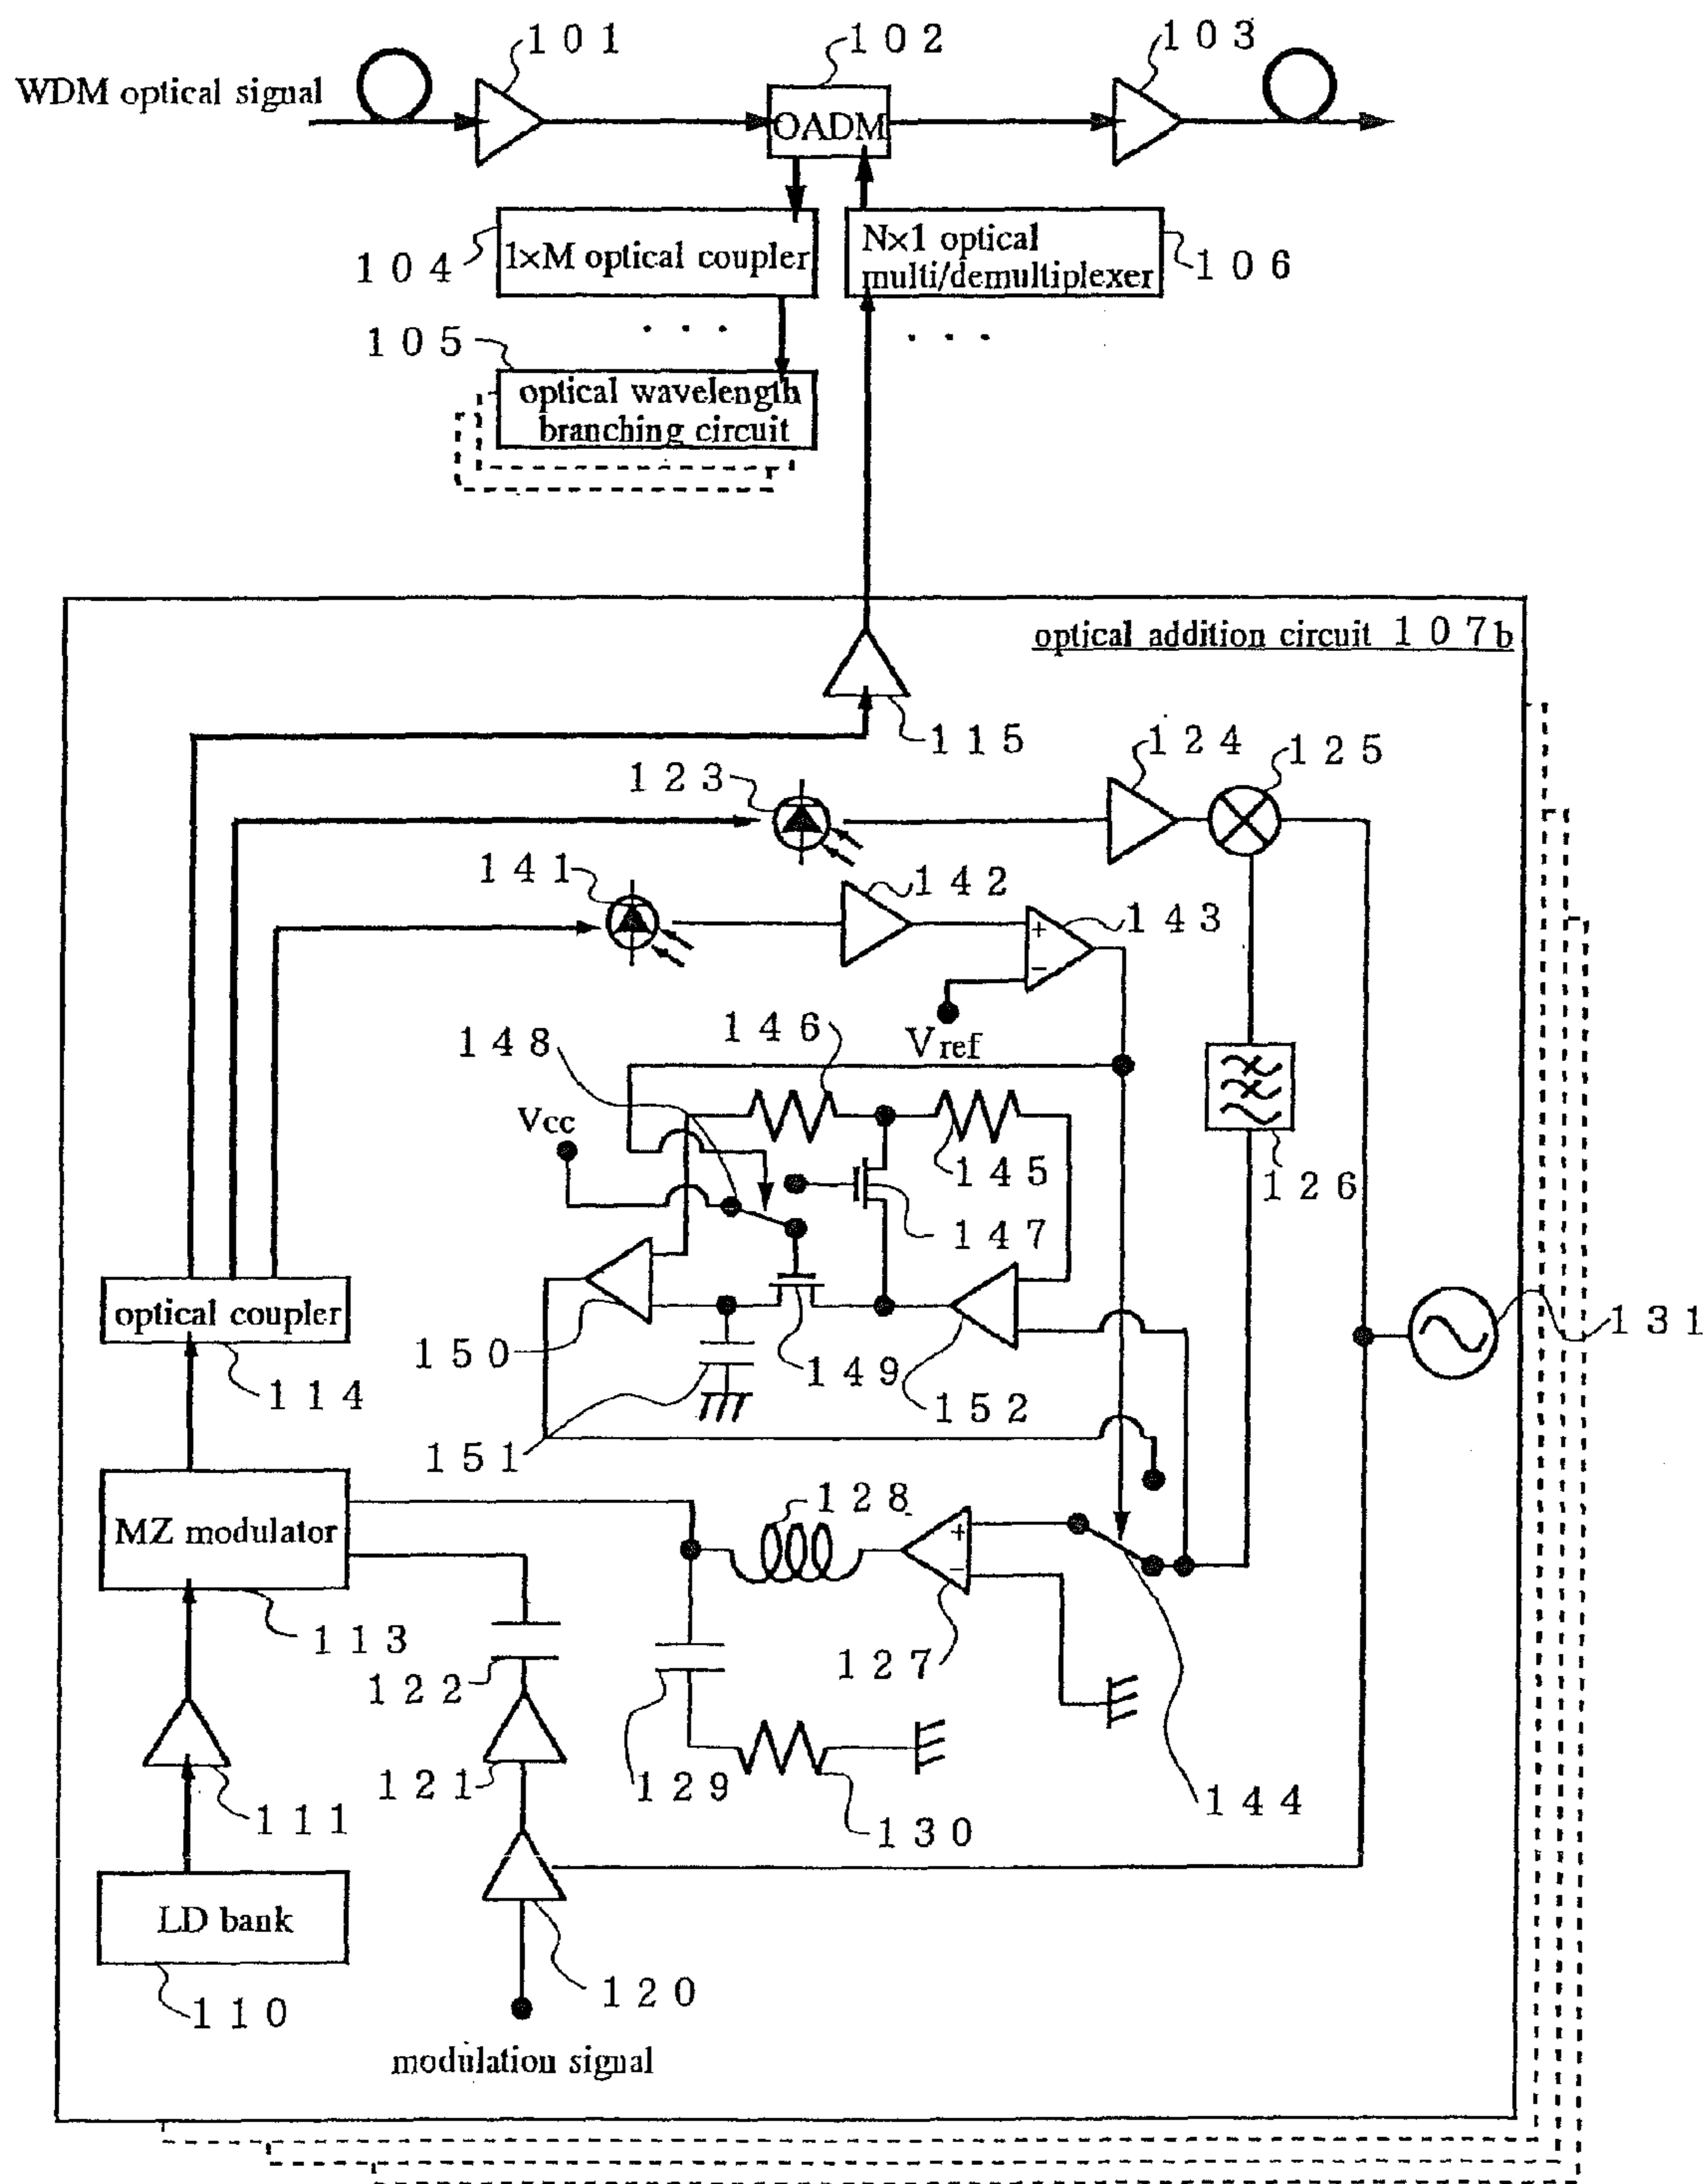 101
102
103
WDM optical signal
OADM
104
1×M optical coupler
N×1 optical
multi/demultiplexer
106
105
optical wavelength
branching circuit
optical addition circuit 107b
115
124
125
123
141
142
143
+
−
Vref
146
148
Vcc
145
126
147
optical coupler
150
149
152
131
114
151
128
MZ modulator
+
−
113
122
127
121
129
144
111
130
LD bank
120
110
modulation signal